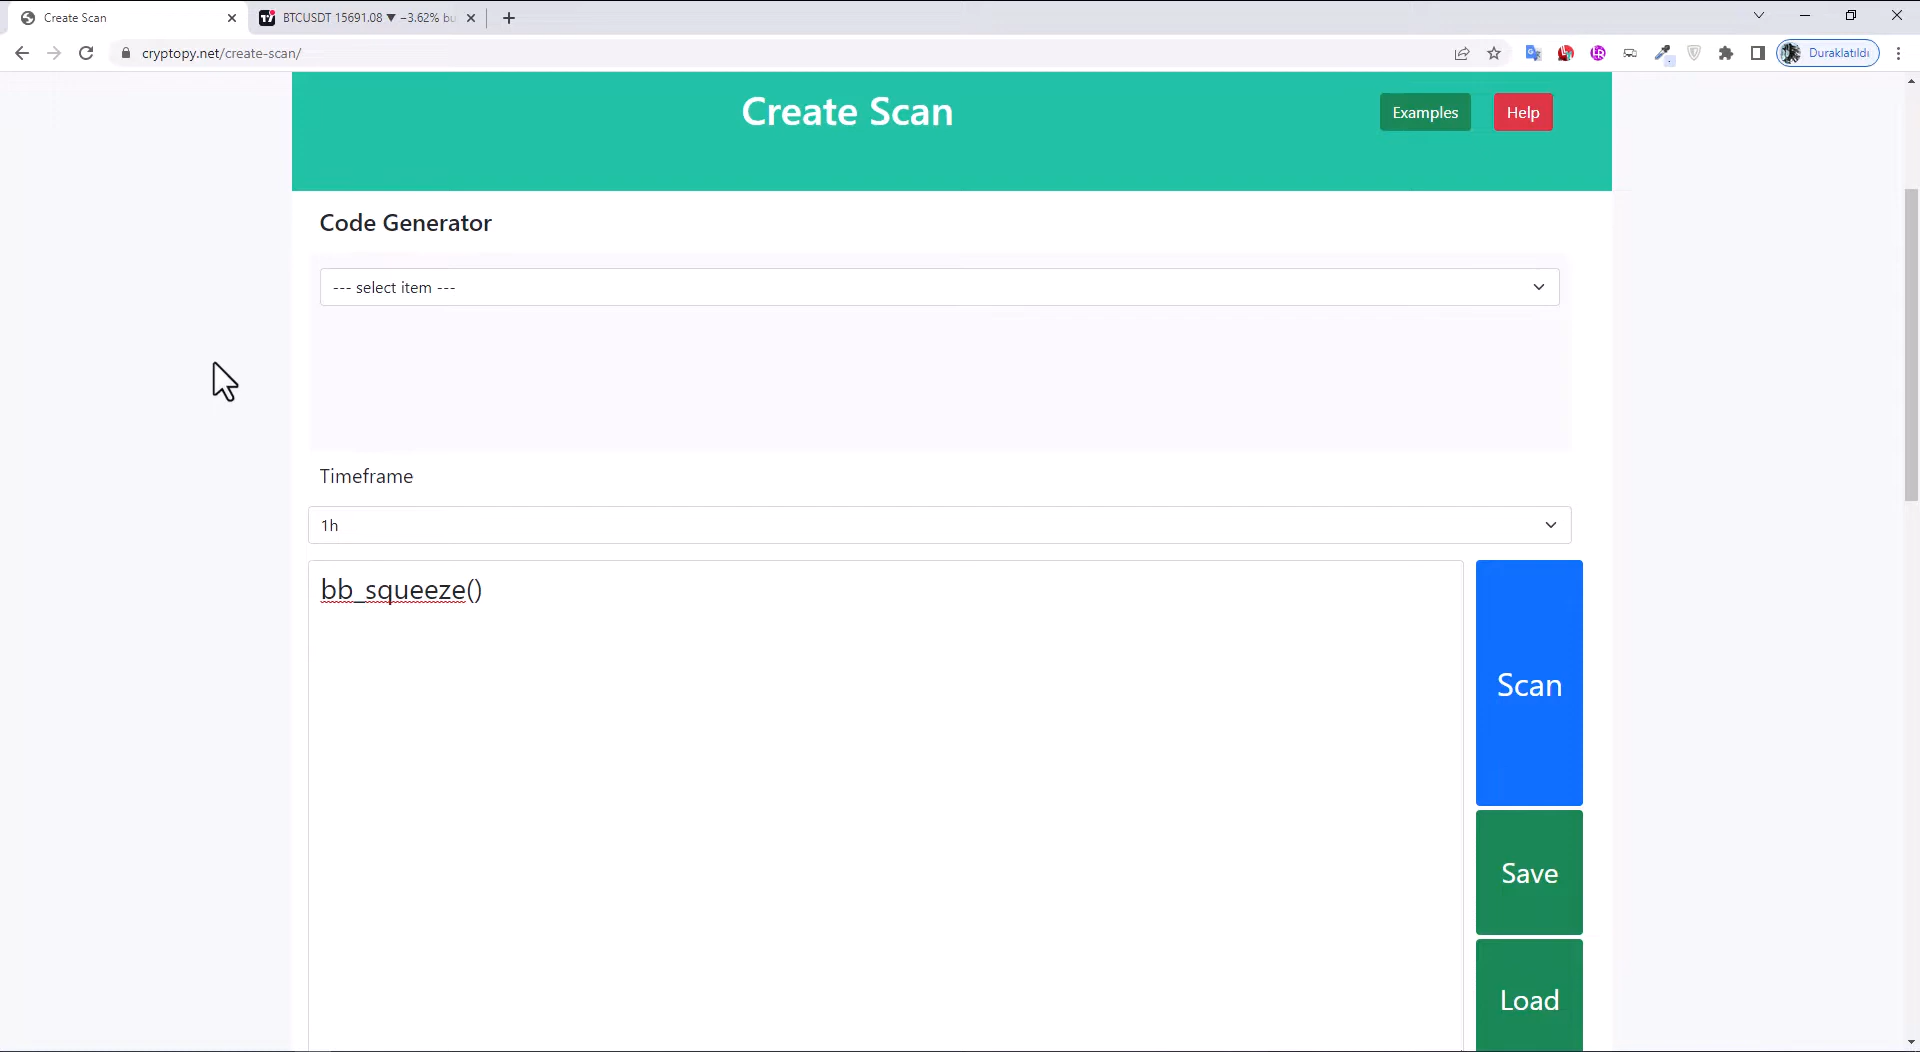 Create Scan
BTCUSDT 15691.08 ▼ −3.62%
cryptopy.net/create-scan/
Duraklatıldı
Create Scan
Examples
Help
Code Generator
--- select item ---
Timeframe
1h
bb_squeeze()
Scan
Save
Load